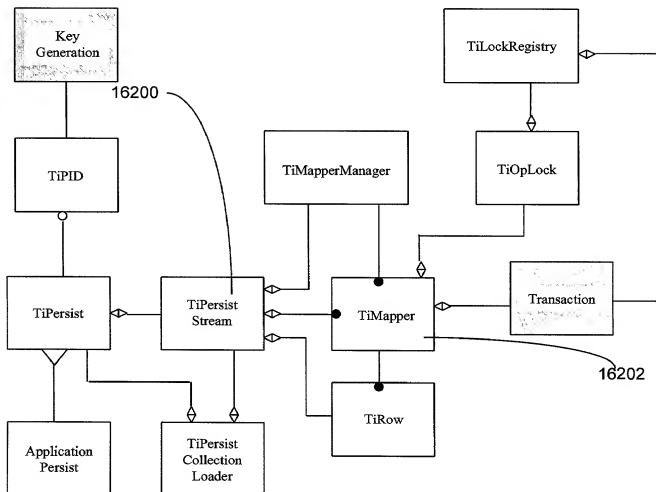 Key
Generation
TiLockRegistry
16200
TiPID
TiMapperManager
TiOpLock
TiPersist
TiPersist
Stream
TiMapper
Transaction
16202
Application
Persist
TiPersist
Collection
Loader
TiRow